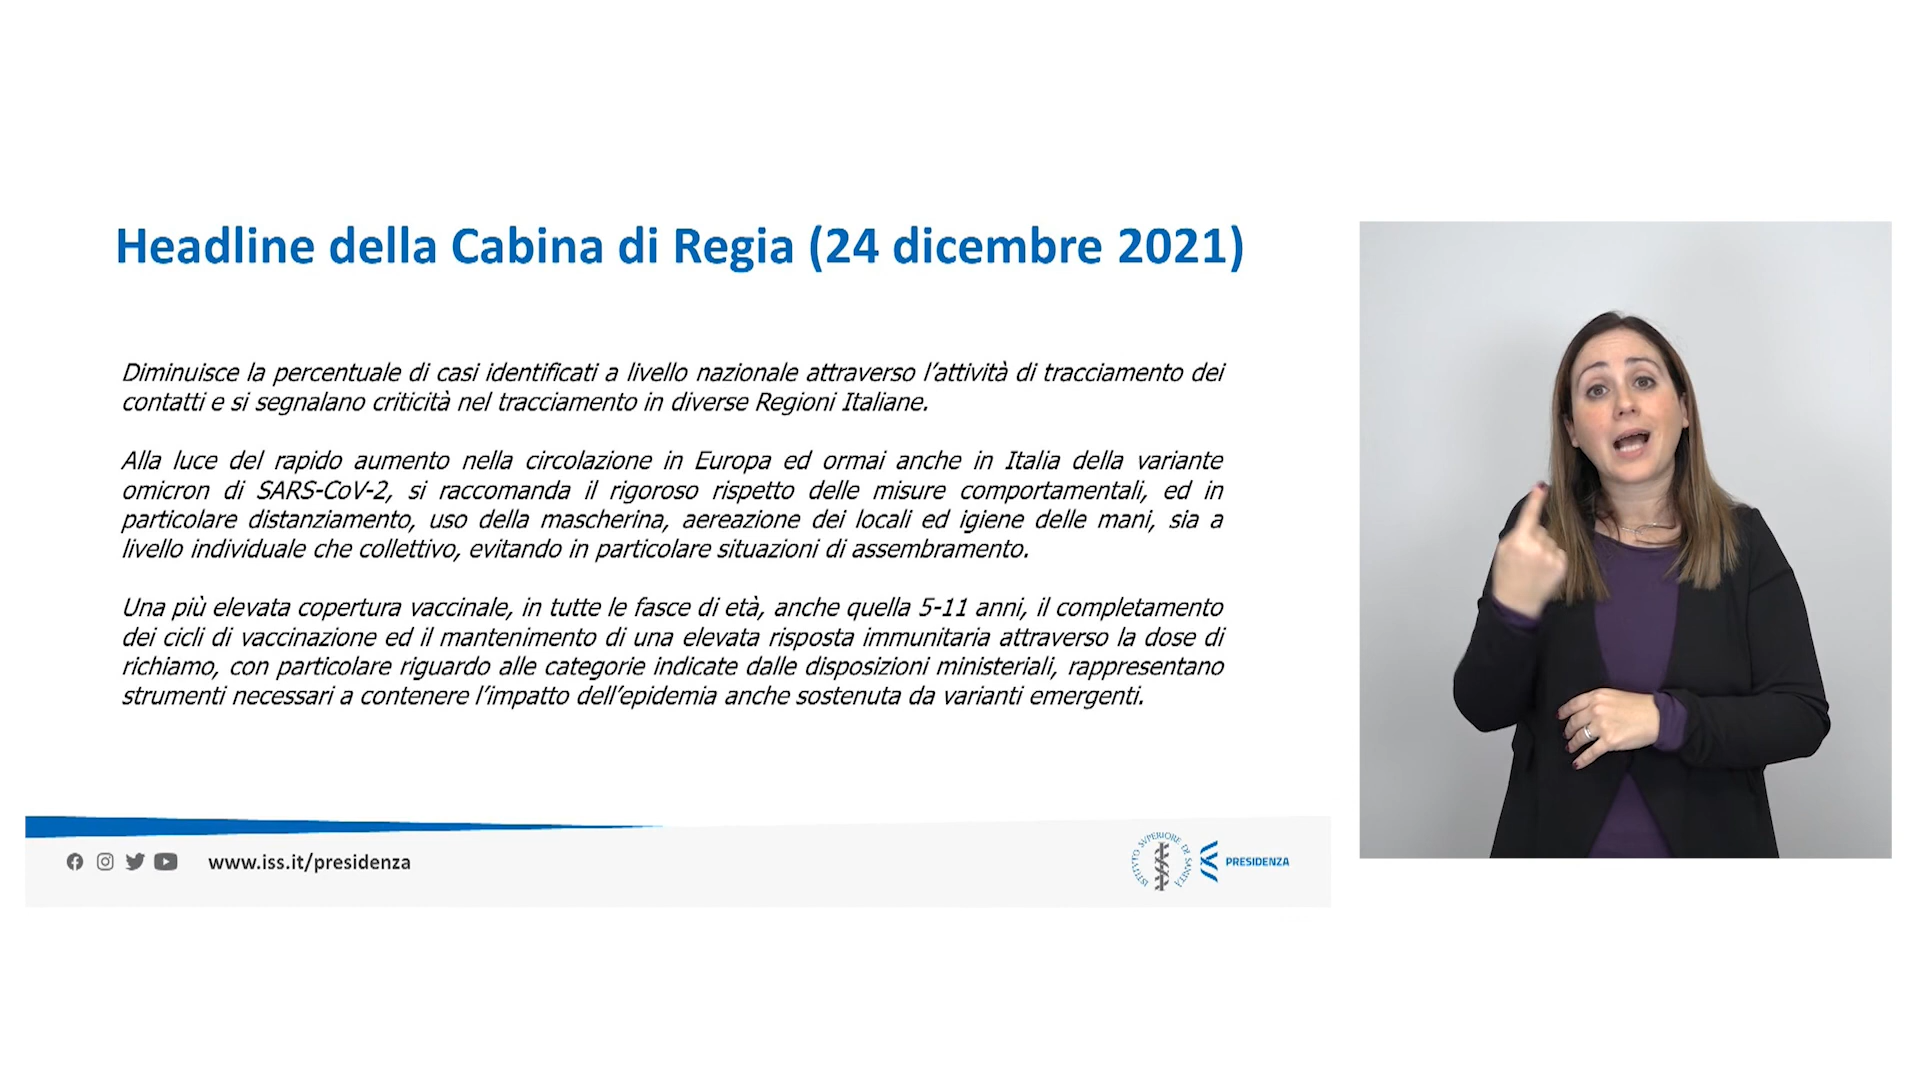 Headline della Cabina di Regia (24 dicembre 2021)
Diminuisce la percentuale di casi identificati a livello nazionale attraverso l'attività di tracciamento dei
contatti e si segnalano criticità nel tracciamento in diverse Regioni Italiane.
Alla luce del rapido aumento nella circolazione in Europa ed ormai anche in Italia della variante
omicron di SARS-CoV-2, si raccomanda il rigoroso rispetto delle misure comportamentali, ed in
particolare distanziamento, uso della mascherina, aereazione dei locali ed igiene delle mani, sia a
livello individuale che collettivo, evitando in particolare situazioni di assembramento.
Una più elevata copertura vaccinale, in tutte le fasce di età, anche quella 5-11 anni, il completamento
dei cicli di vaccinazione ed il mantenimento di una elevata risposta immunitaria attraverso la dose di
richiamo, con particolare riguardo alle categorie indicate dalle disposizioni ministeriali, rappresentano
strumenti necessari a contenere l'impatto dell'epidemia anche sostenuta da varianti emergenti.
www.iss.it/presidenza
ISTITVTO SVPERIORE DI SANITÀ
PRESIDENZA